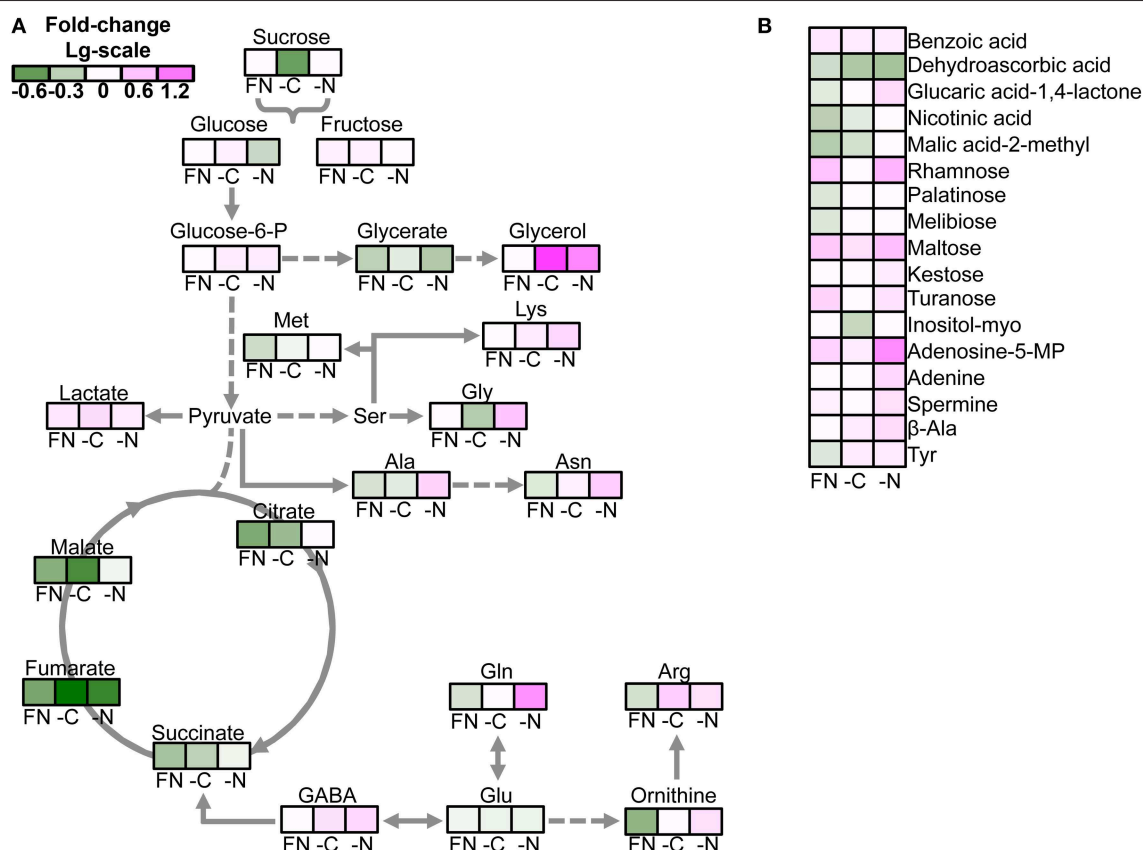 A
Fold-change
Lg-scale
-0.6 -0.3 0 0.6 1.2
Sucrose
FN -C -N
Glucose
FN -C -N
Fructose
FN -C -N
Glucose-6-P
FN -C -N
Glycerate
FN -C -N
Glycerol
FN -C -N
Met
FN -C -N
Lys
FN -C -N
Lactate
FN -C -N
Pyruvate
Ser
Gly
FN -C -N
Ala
FN -C -N
Asn
FN -C -N
Citrate
FN -C -N
Malate
FN -C -N
Fumarate
FN -C -N
Succinate
FN -C -N
Gln
FN -C -N
Arg
FN -C -N
GABA
FN -C -N
Glu
FN -C -N
Ornithine
FN -C -N
B
Benzoic acid
Dehydroascorbic acid
Glucaric acid-1,4-lactone
Nicotinic acid
Malic acid-2-methyl
Rhamnose
Palatinose
Melibiose
Maltose
Kestose
Turanose
Inositol-myo
Adenosine-5-MP
Adenine
Spermine
β-Ala
Tyr
FN -C -N